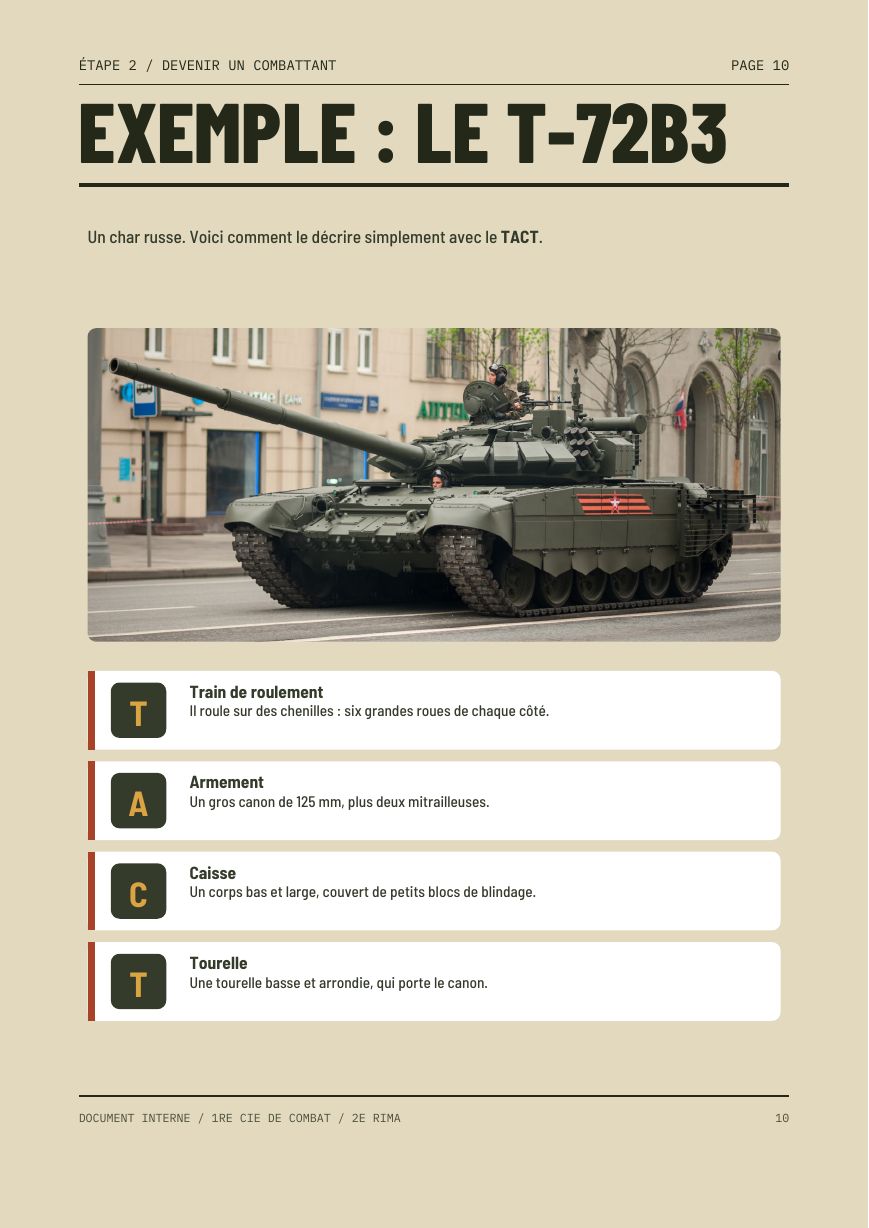 ÉTAPE 2 / DEVENIR UN COMBATTANT
PAGE 10
EXEMPLE : LE T-72B3
Un char russe. Voici comment le décrire simplement avec le TACT.
БАНК
АПТЕ
T
Train de roulement
Il roule sur des chenilles : six grandes roues de chaque côté.
A
Armement
Un gros canon de 125 mm, plus deux mitrailleuses.
C
Caisse
Un corps bas et large, couvert de petits blocs de blindage.
T
Tourelle
Une tourelle basse et arrondie, qui porte le canon.
DOCUMENT INTERNE / 1RE CIE DE COMBAT / 2E RIMA
10